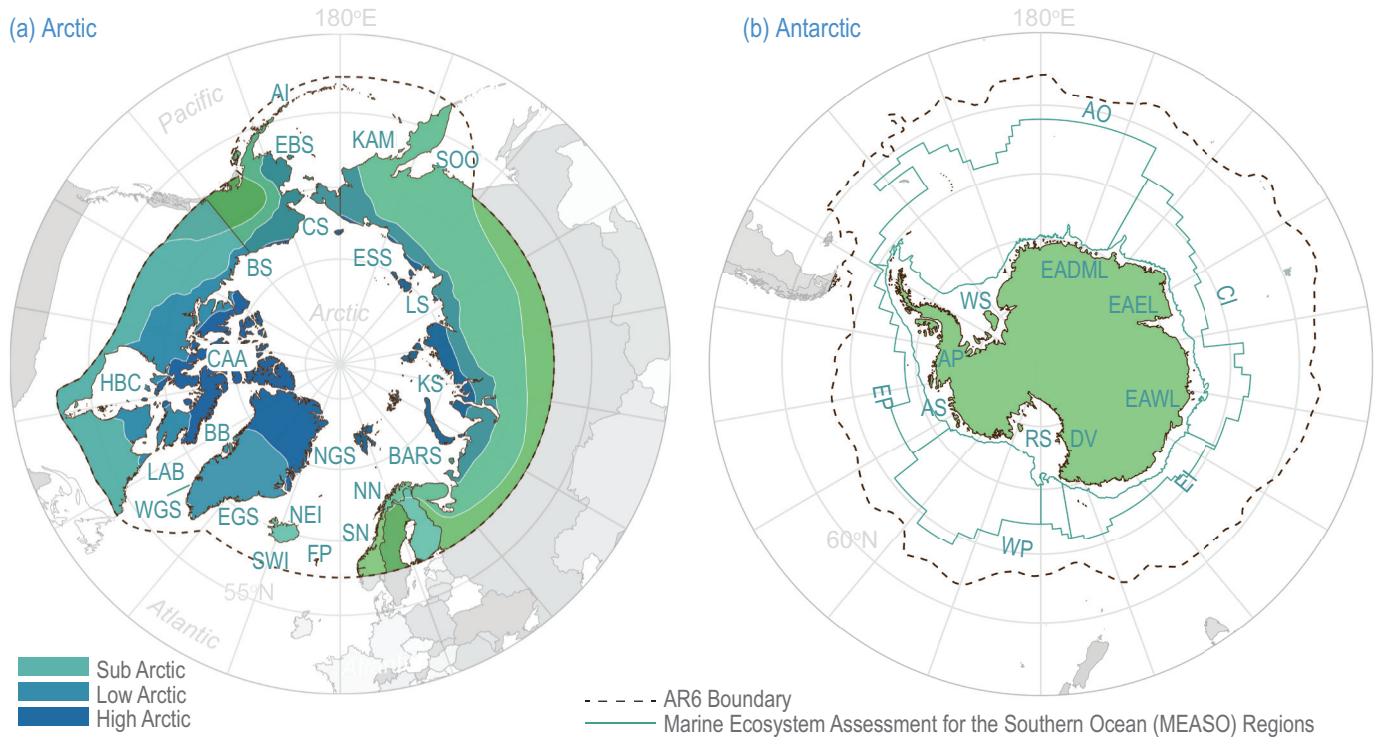 180°E
(a) Arctic
Pacific
AI
EBS
KAM
SOO
CS
BS
ESS
LS
Arctic
CAA
HBC
KS
BB
NGS
BARS
LAB
WGS
EGS
NEI
NN
SN
SWI
FP
55°N
Atlantic
Sub Arctic
Low Arctic
High Arctic
180°E
(b) Antarctic
AO
EADML
WS
EAEL
CI
AP
EP
AS
EAWL
RS
DV
EI
WP
60°N
AR6 Boundary
Marine Ecosystem Assessment for the Southern Ocean (MEASO) Regions